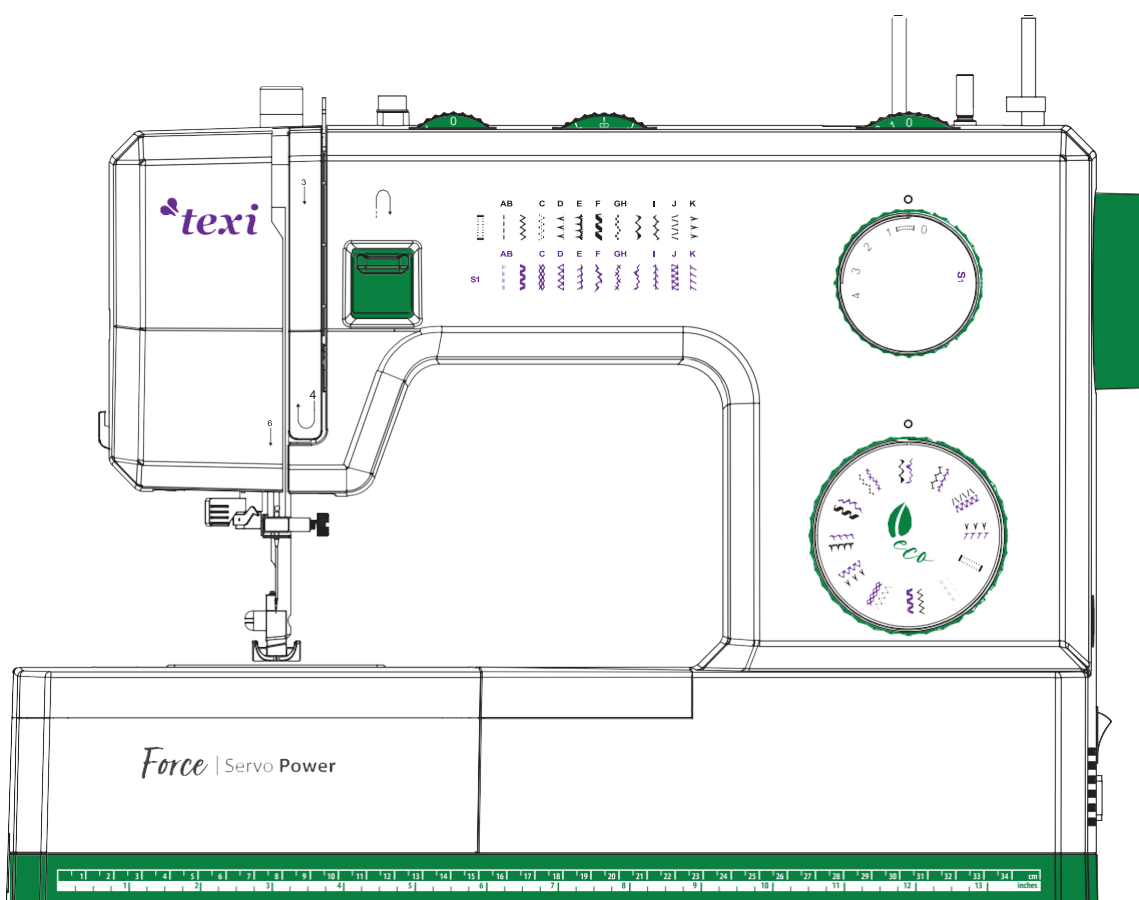 0
1 0
3
texi
AB C D E F GH I J K
AB C D E F GH I J K
S1
4
6
0 1 2 3 4
S1
eco
Force | Servo Power
1 2 3 4 5 6 7 8 9 10 11 12 13 14 15 16 17 18 19 20 21 22 23 24 25 26 27 28 29 30 31 32 33 34 cm
1 2 3 4 5 6 7 8 9 10 11 12 13 inches